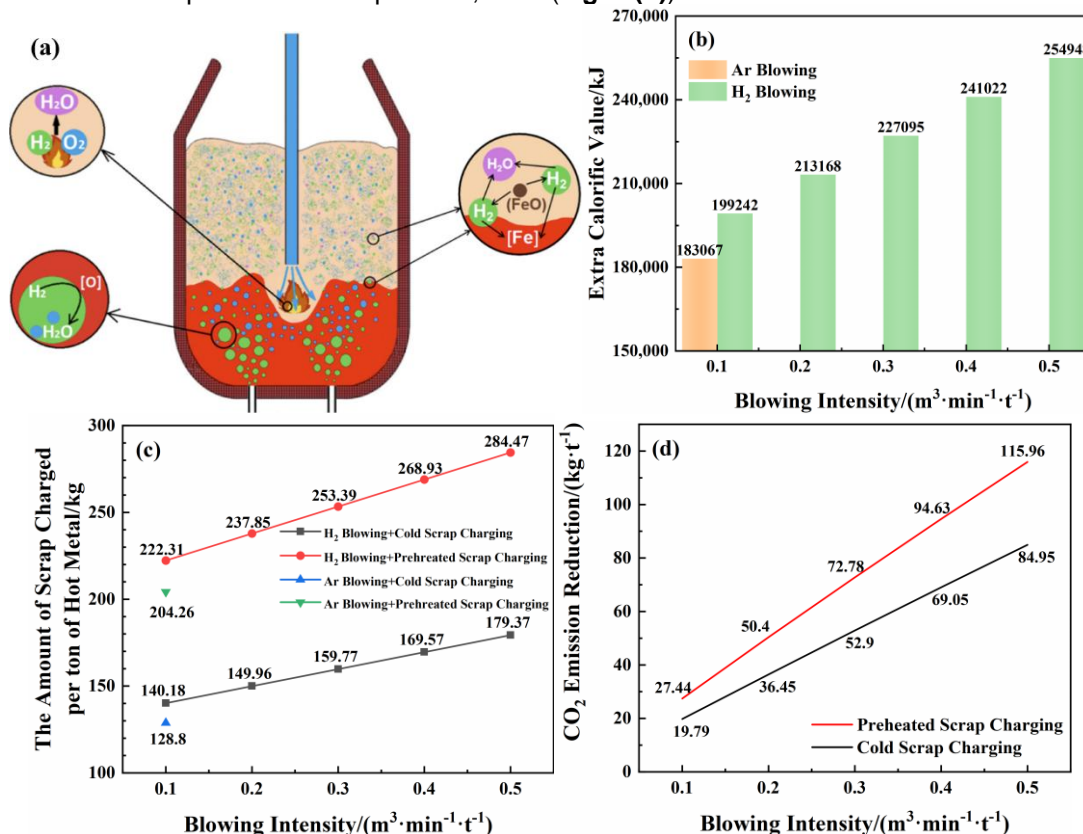 (a)
H₂O
H₂ O₂
H₂O
H₂
(FeO)
H₂
[Fe]
H₂
[O]
H₂O
(b)
Extra Calorific Value/kJ
270,000
240,000
210,000
180,000
150,000
Ar Blowing
H₂ Blowing
183067
199242
213168
227095
241022
0.1 0.2 0.3 0.4 0.5
Blowing Intensity/(m³·min⁻¹·t⁻¹)
(c)
The Amount of Scrap Charged
per ton of Hot Metal/kg
300
250
200
150
100
222.31
237.85
253.39
268.93
284.47
H₂ Blowing+Cold Scrap Charging
H₂ Blowing+Prehreated Scrap Charging
Ar Blowing+Cold Scrap Charging
Ar Blowing+Preheated Scrap Charging
204.26
140.18
149.96
159.77
169.57
179.37
128.8
0.1 0.2 0.3 0.4 0.5
Blowing Intensity/(m³·min⁻¹·t⁻¹)
(d)
CO₂ Emission Reduction/(kg·t⁻¹)
120
100
80
60
40
20
0
27.44
50.4
72.78
94.63
115.96
19.79
36.45
52.9
69.05
84.95
Preheated Scrap Charging
Cold Scrap Charging
0.1 0.2 0.3 0.4 0.5
Blowing Intensity/(m³·min⁻¹·t⁻¹)